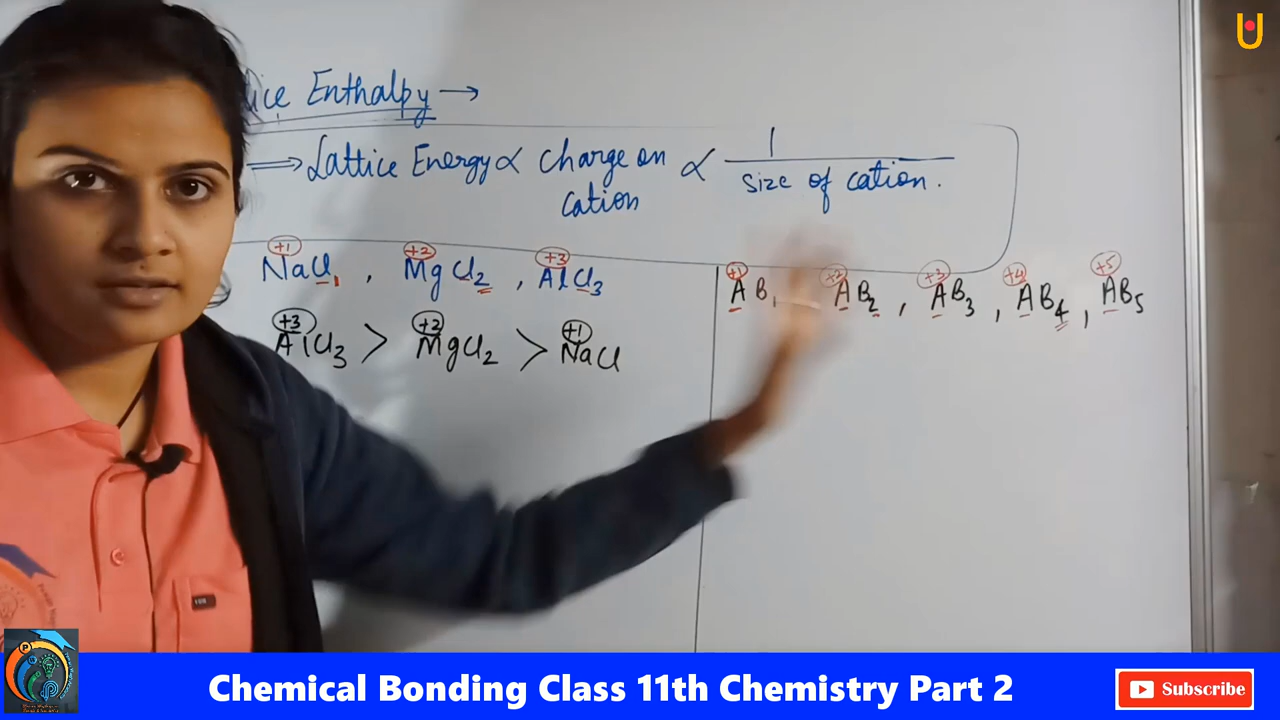 ice Enthalpy →
⟹ Lattice Energy ∝ charge on cation ∝ 1 / size of cation.
+1 +2 +3
NaCl1 , MgCl2 , AlCl3
+1 +2 +3 +4 +5
AB, AB2 , AB3 , AB4 , AB5
+3 +2 +1
AlCl3 > MgCl2 > NaCl
Chemical Bonding Class 11th Chemistry Part 2
Subscribe